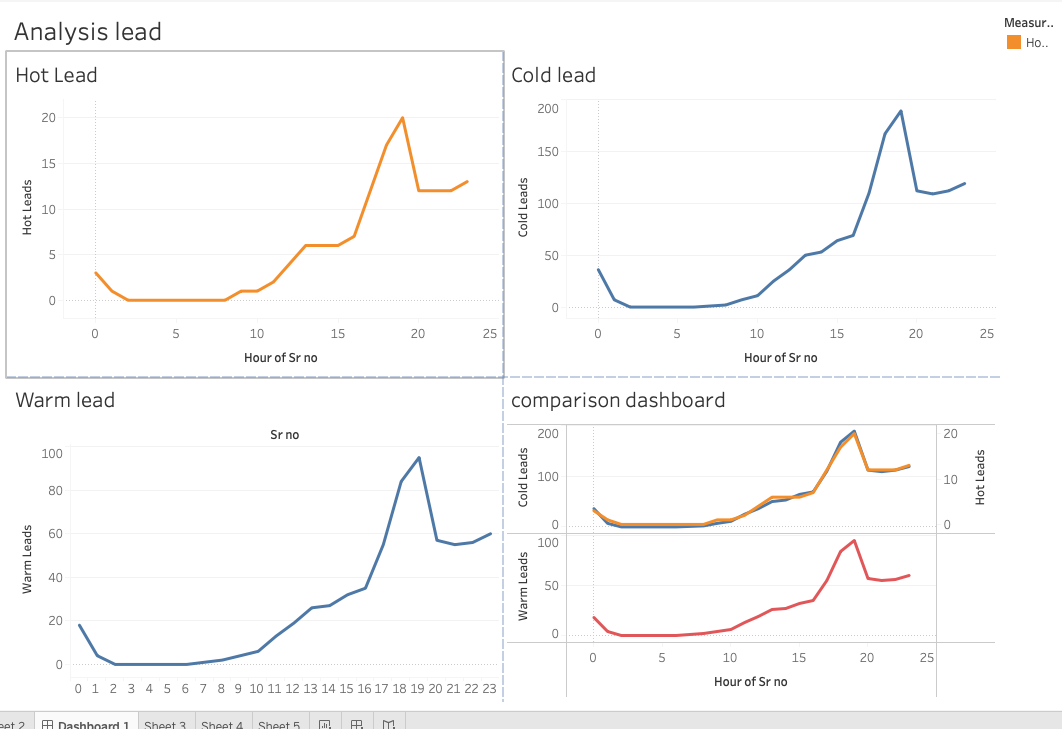 Analysis lead
Measur..
Ho..
Hot Lead
20
15
10
5
0
Hot Leads
0 5 10 15 20 25
Hour of Sr no
Cold lead
200
150
100
50
0
Cold Leads
0 5 10 15 20 25
Hour of Sr no
Warm lead
Sr no
100
80
60
40
20
0
Warm Leads
0 1 2 3 4 5 6 7 8 9 10 11 12 13 14 15 16 17 18 19 20 21 22 23
comparison dashboard
200
100
0
Cold Leads
20
10
0
Hot Leads
100
50
0
Warm Leads
0 5 10 15 20 25
Hour of Sr no
eet 2 Dashboard 1 Sheet 3 Sheet 4 Sheet 5